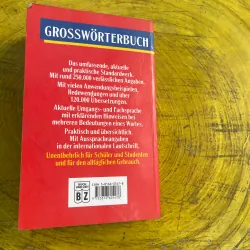 GROSSWÖRTERBUCH
Das umfassende, aktuelle
und praktische Standardwerk.
Mit rund 250.000 verlässlichen Angaben.
Mit vielen Anwendungsbeispielen,
Redewendungen und über
120.000 Übersetzungen.
Aktuelle Umgangs- und Fachsprache
mit erklärenden Hinweisen bei
mehreren Bedeutungen eines Wortes.
Praktisch und übersichtlich.
Mit Ausspracheangaben
in der internationalen Lautschrift.
Unentbehrlich für Schüler und Studenten
und für den alltäglichen Gebrauch.